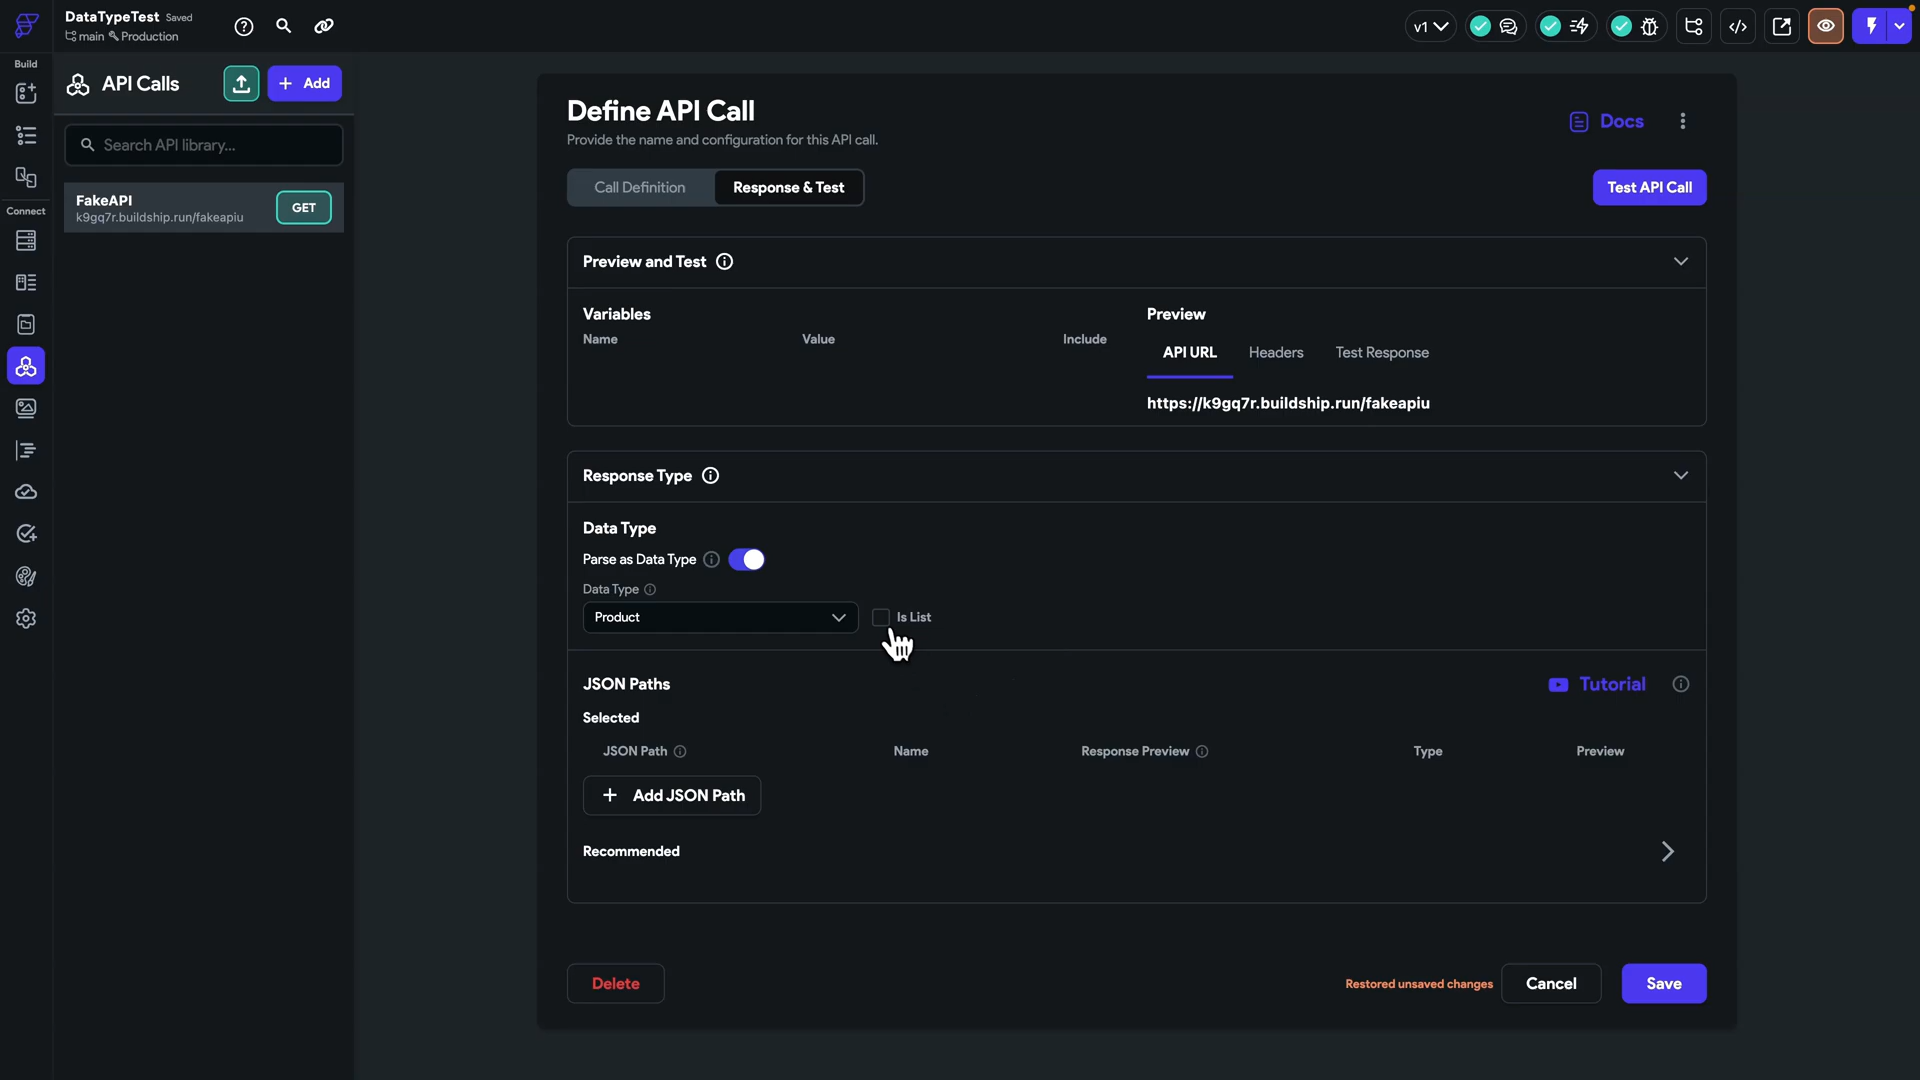 DataTypeTest Saved
main Production
v1
Build
API Calls
Add
Search API library...
FakeAPI
k9gq7r.buildship.run/fakeapiu
GET
Connect
Define API Call
Provide the name and configuration for this API call.
Docs
Call Definition
Response & Test
Test API Call
Preview and Test
Variables
Name Value Include
Preview
API URL Headers Test Response
https://k9gq7r.buildship.run/fakeapiu
Response Type
Data Type
Parse as Data Type
Data Type
Product
Is List
JSON Paths
Tutorial
Selected
JSON Path Name Response Preview Type Preview
Add JSON Path
Recommended
Delete
Restored unsaved changes
Cancel
Save